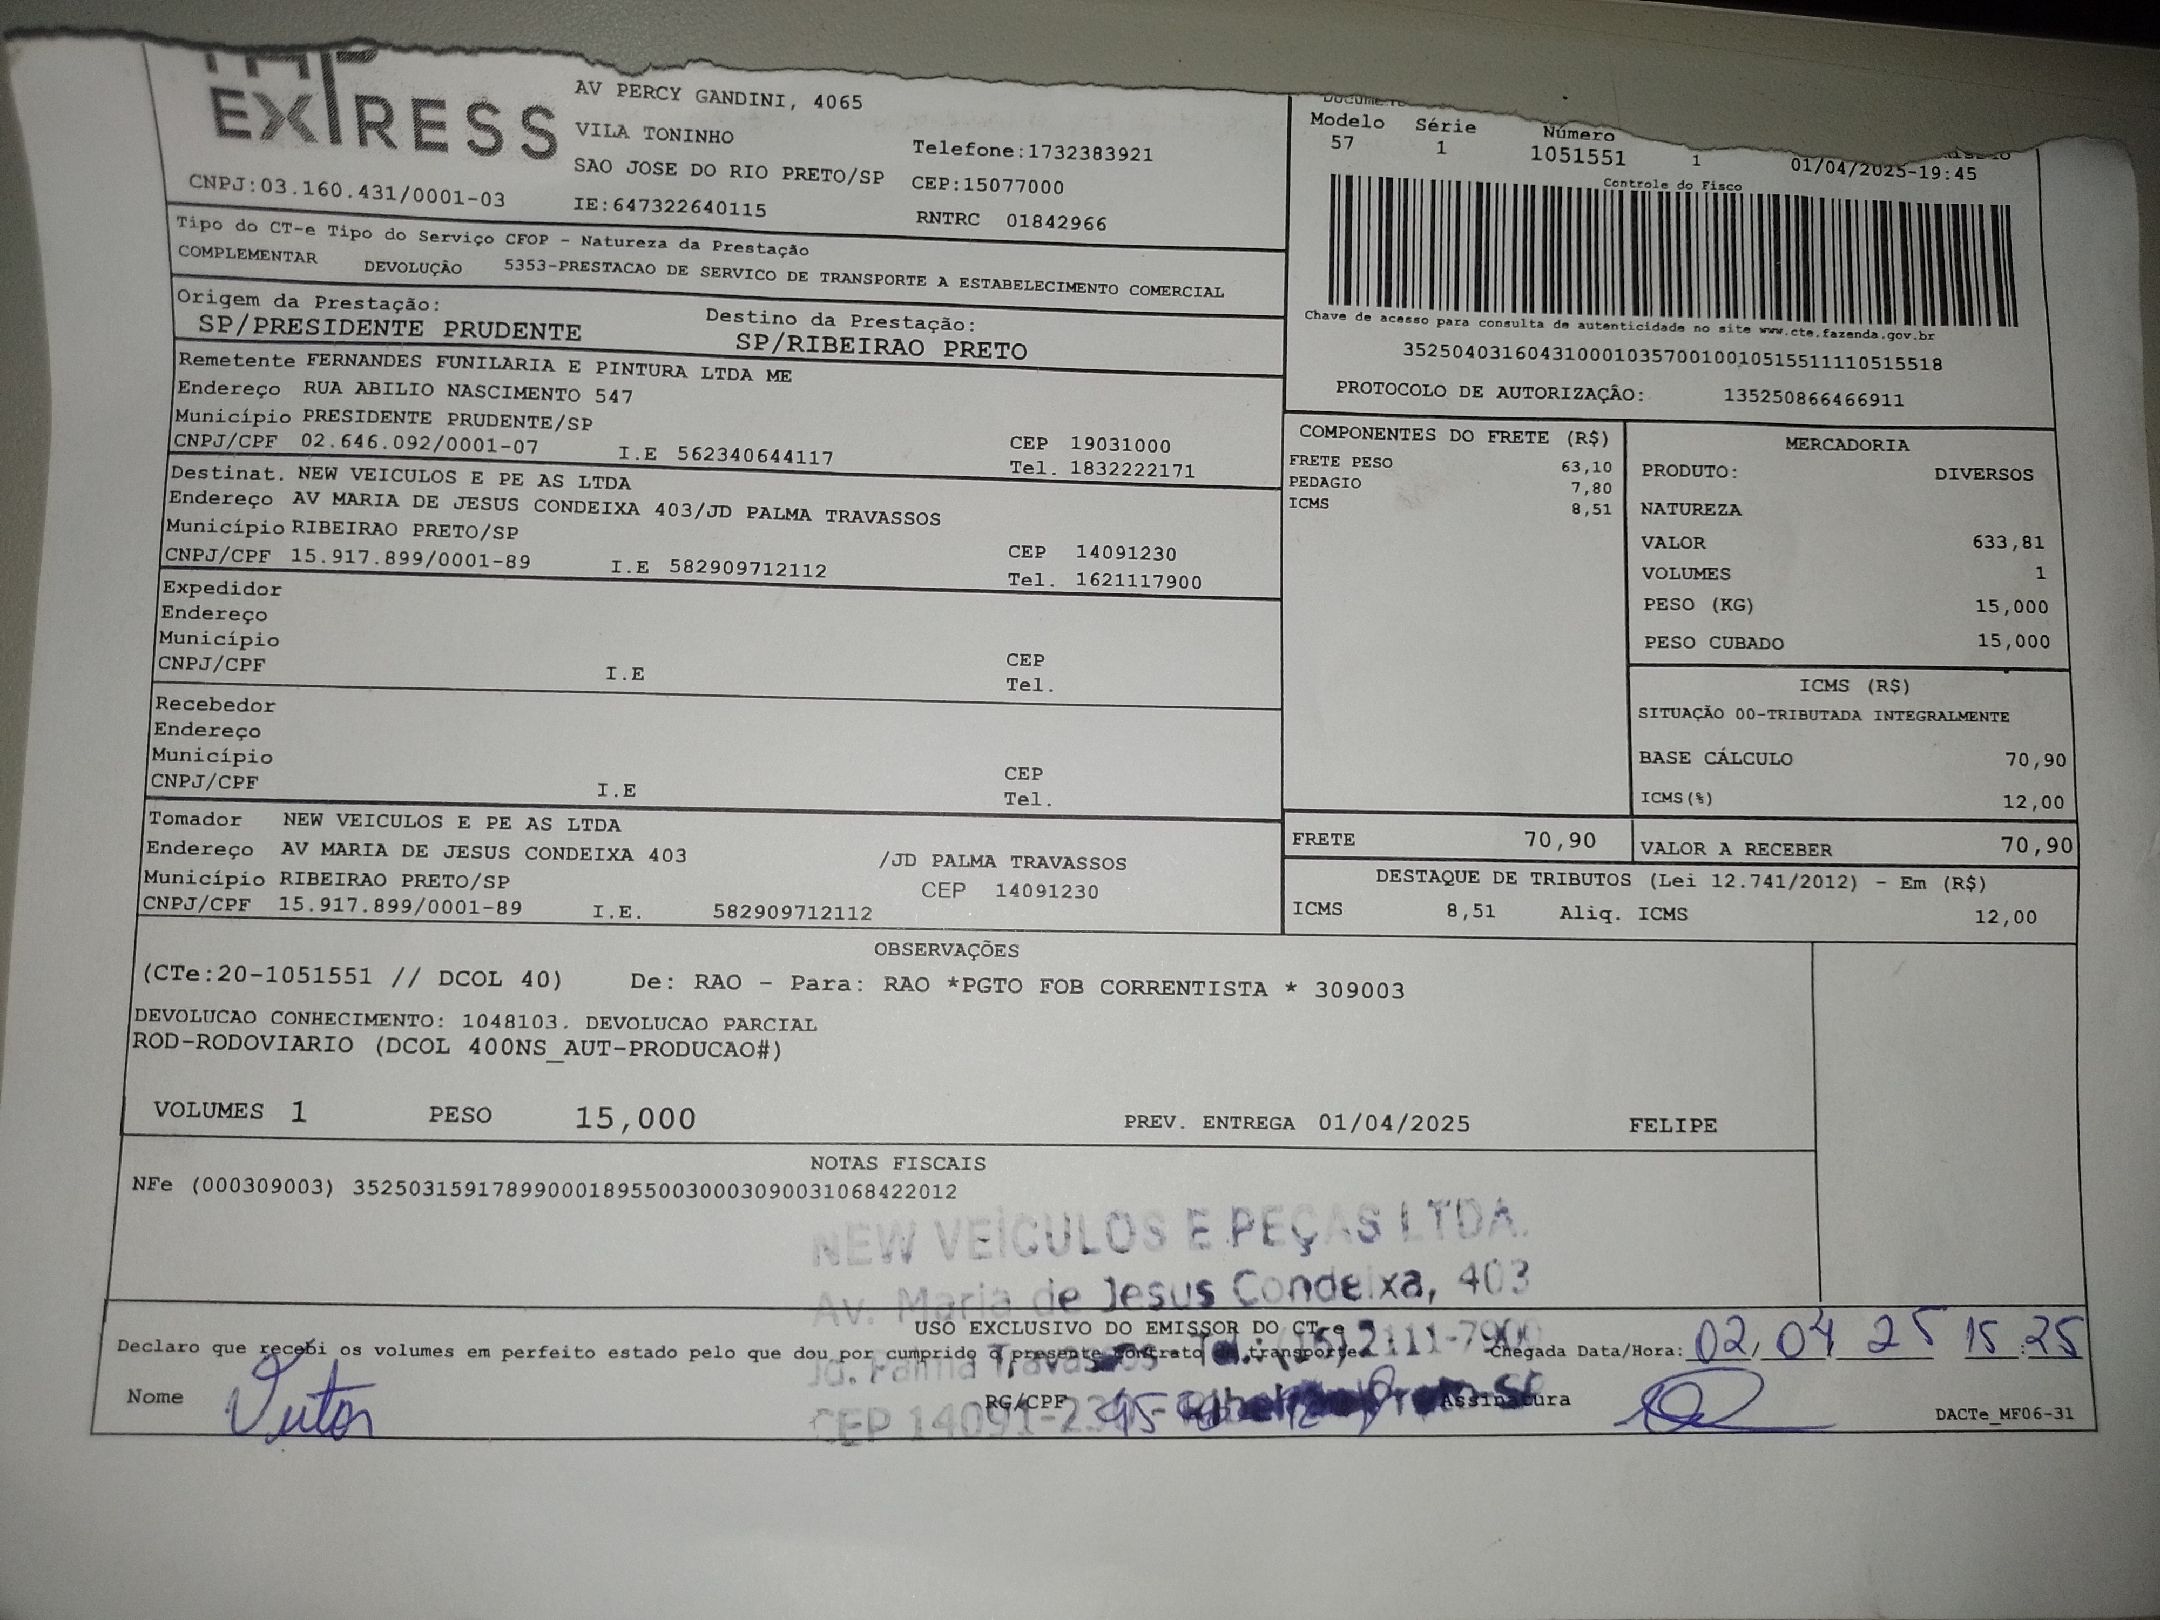 EXPRESS
AV PERCY GANDINI, 4065
VILA TONINHO
Telefone:1732383921
SAO JOSE DO RIO PRETO/SP CEP:15077000
CNPJ:03.160.431/0001-03
IE:647322640115 RNTRC 01842966
Modelo Série Número
57 1 1051551 1 01/04/2025-19:45
Controle do Fisco
Chave de acesso para consulta de autenticidade no site www.cte.fazenda.gov.br
35250403160431000103570010010515511110515518
PROTOCOLO DE AUTORIZAÇÃO: 135250866466911
Tipo do CT-e Tipo do Serviço CFOP - Natureza da Prestação
COMPLEMENTAR DEVOLUÇÃO 5353-PRESTACAO DE SERVICO DE TRANSPORTE A ESTABELECIMENTO COMERCIAL
Origem da Prestação: Destino da Prestação:
SP/PRESIDENTE PRUDENTE SP/RIBEIRAO PRETO
Remetente FERNANDES FUNILARIA E PINTURA LTDA ME
Endereço RUA ABILIO NASCIMENTO 547
Município PRESIDENTE PRUDENTE/SP CEP 19031000
CNPJ/CPF 02.646.092/0001-07 I.E 562340644117 Tel. 1832222171
Destinat. NEW VEICULOS E PE AS LTDA
Endereço AV MARIA DE JESUS CONDEIXA 403/JD PALMA TRAVASSOS
Município RIBEIRAO PRETO/SP CEP 14091230
CNPJ/CPF 15.917.899/0001-89 I.E 582909712112 Tel. 1621117900
Expedidor
Endereço
Município CEP
CNPJ/CPF I.E Tel.
Recebedor
Endereço
Município CEP
CNPJ/CPF I.E Tel.
Tomador NEW VEICULOS E PE AS LTDA
Endereço AV MARIA DE JESUS CONDEIXA 403 /JD PALMA TRAVASSOS
Município RIBEIRAO PRETO/SP CEP 14091230
CNPJ/CPF 15.917.899/0001-89 I.E. 582909712112
COMPONENTES DO FRETE (R$)
FRETE PESO 63,10
PEDAGIO 7,80
ICMS 8,51
MERCADORIA
PRODUTO: DIVERSOS
NATUREZA
VALOR 633,81
VOLUMES 1
PESO (KG) 15,000
PESO CUBADO 15,000
ICMS (R$)
SITUAÇÃO 00-TRIBUTADA INTEGRALMENTE
BASE CÁLCULO 70,90
ICMS(%) 12,00
FRETE 70,90 VALOR A RECEBER 70,90
DESTAQUE DE TRIBUTOS (Lei 12.741/2012) - Em (R$)
ICMS 8,51 Aliq. ICMS 12,00
OBSERVAÇÕES
(CTe:20-1051551 // DCOL 40) De: RAO - Para: RAO *PGTO FOB CORRENTISTA * 309003
DEVOLUCAO CONHECIMENTO: 1048103. DEVOLUCAO PARCIAL
ROD-RODOVIARIO (DCOL 400NS_AUT-PRODUCAO#)
VOLUMES 1 PESO 15,000 PREV. ENTREGA 01/04/2025 FELIPE
NOTAS FISCAIS
NFe (000309003) 35250315917899000189550030003090031068422012
NEW VEÍCULOS E PEÇAS LTDA.
Av. Maria de Jesus Condeixa, 403
USO EXCLUSIVO DO EMISSOR DO CT-e
Jd. Palma Travassos - Tel.: (16) 2111-7900
Declaro que recebi os volumes em perfeito estado pelo que dou por cumprido o presente contrato de transporte. Chegada Data/Hora: 02/04/25 15:25
CEP 14091-230 - Ribeirão Preto-SP
Nome RG/CPF Assinatura
DACTe_MF06-31